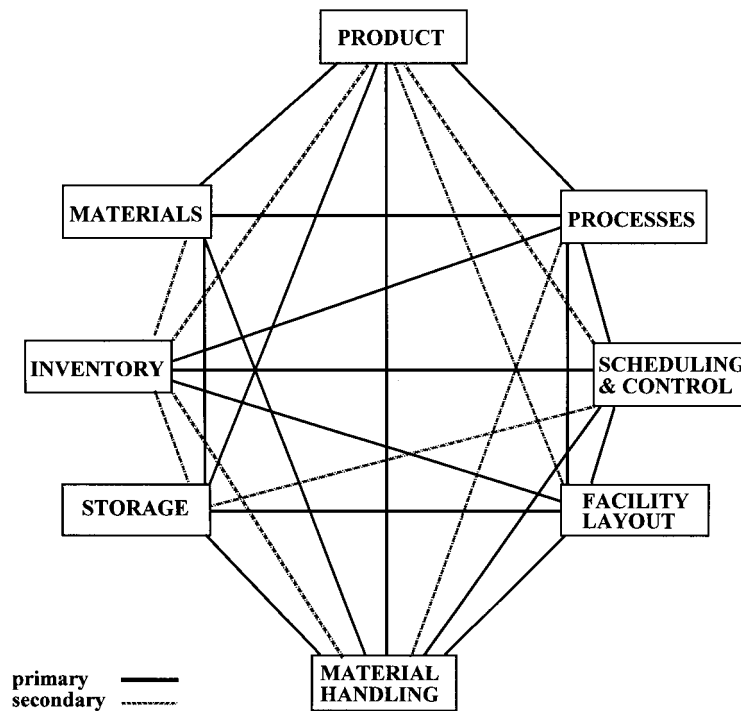 PRODUCT
MATERIALS
PROCESSES
INVENTORY
SCHEDULING
& CONTROL
STORAGE
FACILITY
LAYOUT
MATERIAL
HANDLING
primary
secondary